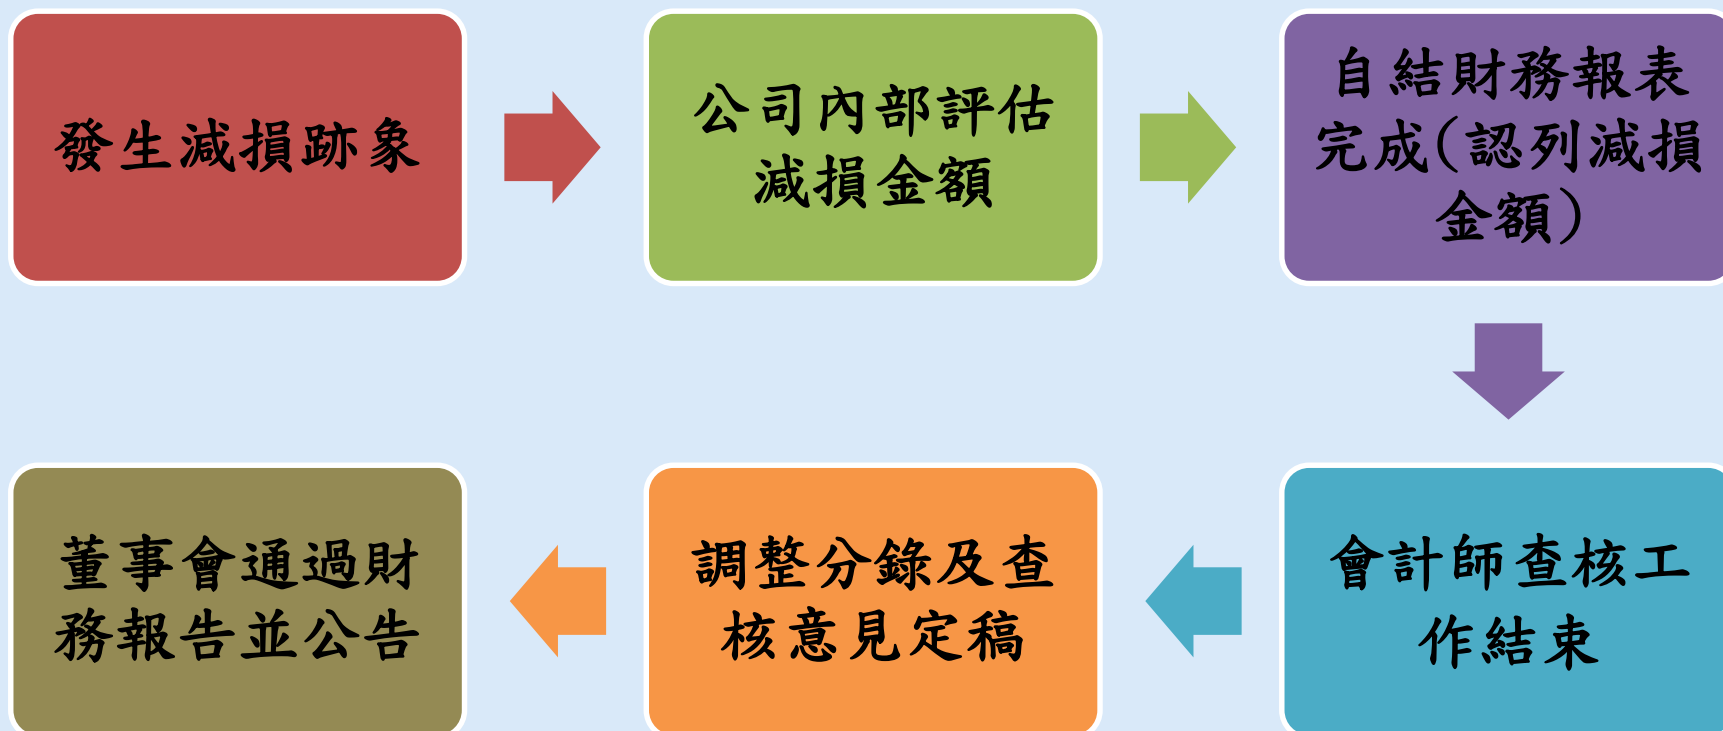 發生減損跡象
公司內部評估
減損金額
自結財務報表
完成(認列減損
金額)
會計師查核工
作結束
調整分錄及查
核意見定稿
董事會通過財
務報告並公告